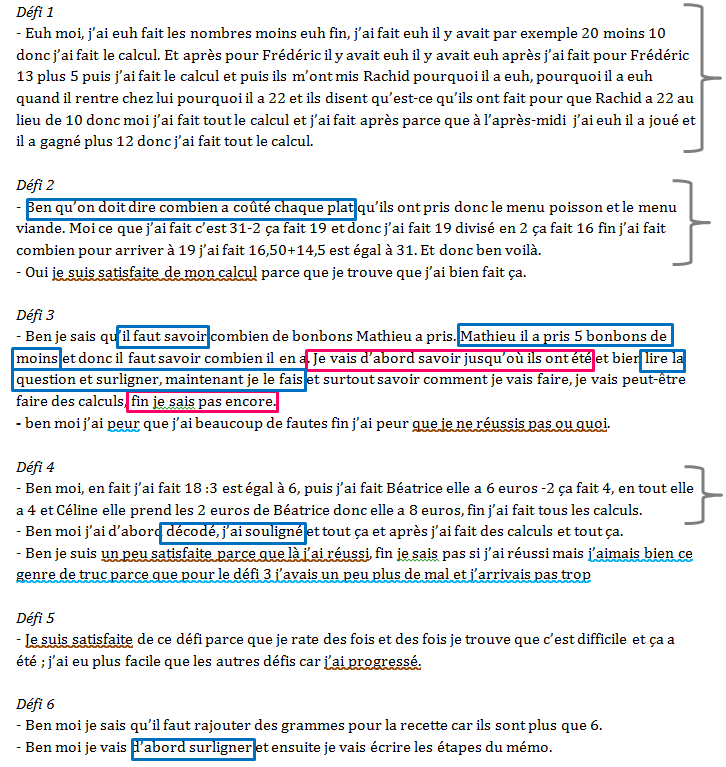 Défi 1
- Euh moi, j'ai euh fait les nombres moins euh fin, j'ai fait euh il y avait par exemple 20 moins 10
donc j'ai fait le calcul. Et après pour Frédéric il y avait euh il y avait euh après j'ai fait pour Frédéric
13 plus 5 puis j'ai fait le calcul et puis ils m'ont mis Rachid pourquoi il a euh, pourquoi il a euh
quand il rentre chez lui pourquoi il a 22 et ils disent qu'est-ce qu'ils ont fait pour que Rachid a 22 au
lieu de 10 donc moi j'ai fait tout le calcul et j'ai fait après parce que à l'après-midi j'ai euh il a joué et
il a gagné plus 12 donc j'ai fait tout le calcul.
Défi 2
- Ben qu'on doit dire combien a coûté chaque plat qu'ils ont pris donc le menu poisson et le menu
viande. Moi ce que j'ai fait c'est 31-2 ça fait 19 et donc j'ai fait 19 divisé en 2 ça fait 16 fin j'ai fait
combien pour arriver à 19 j'ai fait 16,50+14,5 est égal à 31. Et donc ben voilà.
- Oui je suis satisfaite de mon calcul parce que je trouve que j'ai bien fait ça.
Défi 3
- Ben je sais qu'il faut savoir combien de bonbons Mathieu a pris. Mathieu il a pris 5 bonbons de
moins et donc il faut savoir combien il en a. Je vais d'abord savoir jusqu'où ils ont été et bien lire la
question et surligner, maintenant je le fais et surtout savoir comment je vais faire, je vais peut-être
faire des calculs, fin je sais pas encore.
- ben moi j'ai peur que j'ai beaucoup de fautes fin j'ai peur que je ne réussis pas ou quoi.
Défi 4
- Ben moi, en fait j'ai fait 18 :3 est égal à 6, puis j'ai fait Béatrice elle a 6 euros -2 ça fait 4, en tout elle
a 4 et Céline elle prend les 2 euros de Béatrice donc elle a 8 euros, fin j'ai fait tous les calculs.
- Ben moi j'ai d'abord décodé, j'ai souligné et tout ça et après j'ai fait des calculs et tout ça.
- Ben je suis un peu satisfaite parce que là j'ai réussi, fin je sais pas si j'ai réussi mais j'aimais bien ce
genre de truc parce que pour le défi 3 j'avais un peu plus de mal et j'arrivais pas trop
Défi 5
- Je suis satisfaite de ce défi parce que je rate des fois et des fois je trouve que c'est difficile et ça a
été ; j'ai eu plus facile que les autres défis car j'ai progressé.
Défi 6
- Ben moi je sais qu'il faut rajouter des grammes pour la recette car ils sont plus que 6.
- Ben moi je vais d'abord surligner et ensuite je vais écrire les étapes du mémo.